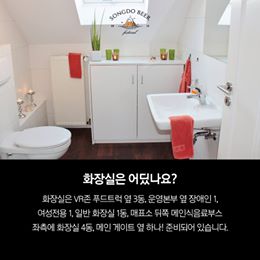 SONGDO BEER
festival
화장실은 어딨나요?
화장실은 VR존 푸드트럭 옆 3동, 운영본부 옆 장애인 1,
여성전용 1, 일반 화장실 1동, 매표소 뒤쪽 메인식음료부스
좌측에 화장실 4동, 메인 게이트 옆 하나! 준비되어 있습니다.